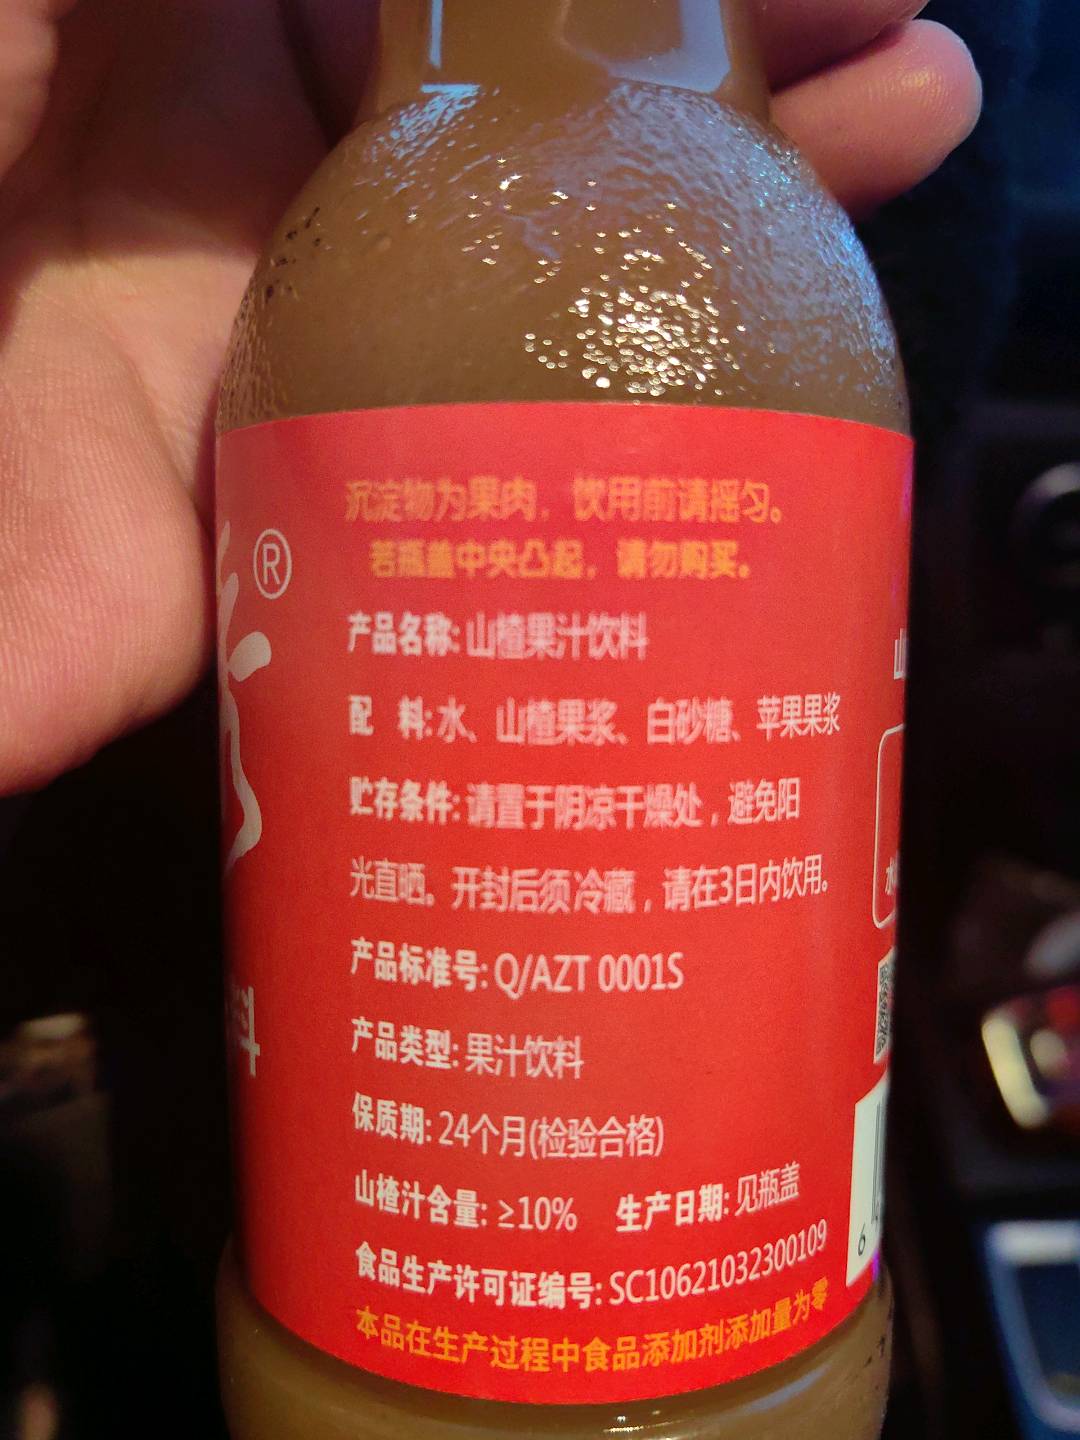 沉淀物为果肉，饮用前请摇匀。
若瓶盖中央凸起，请勿购买。
®
产品名称: 山楂果汁饮料
配 料: 水、山楂果浆、白砂糖、苹果果浆
贮存条件: 请置于阴凉干燥处，避免阳
光直晒。开封后须冷藏，请在3日内饮用。
产品标准号: Q/AZT 0001S
产品类型: 果汁饮料
保质期: 24个月(检验合格)
山楂汁含量: ≥10% 生产日期: 见瓶盖
食品生产许可证编号: SC10621032300109
本品在生产过程中食品添加剂添加量为零
料
山
水
6